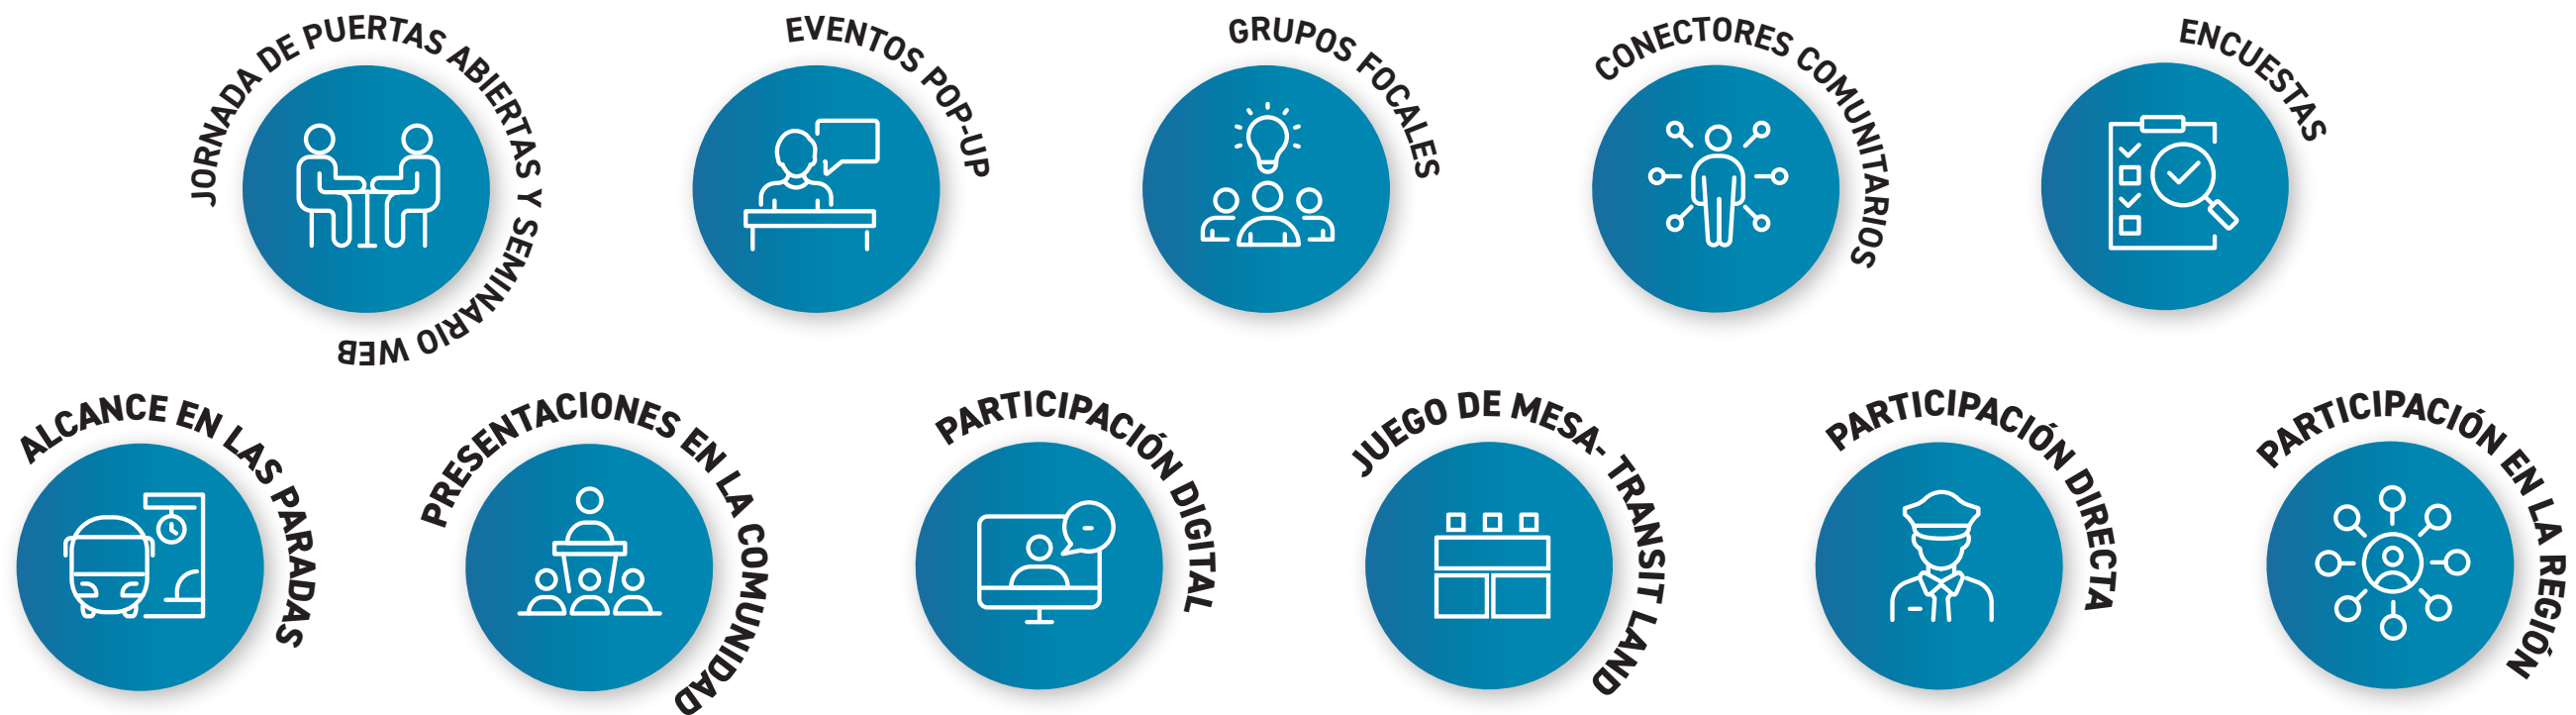 JORNADA DE PUERTAS ABIERTAS Y SEMINARIO WEB
EVENTOS POP-UP
GRUPOS FOCALES
CONECTORES COMUNITARIOS
ENCUESTAS
ALCANCE EN LAS PARADAS
PRESENTACIONES EN LA COMUNIDAD
PARTICIPACIÓN DIGITAL
JUEGO DE MESA- TRANSIT LAND
PARTICIPACIÓN DIRECTA
PARTICIPACIÓN EN LA REGIÓN